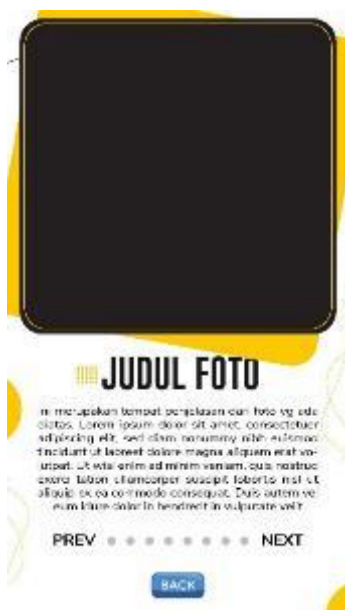 JUDUL FOTO
ini merupakan tempat penjelasan dari foto yg ada
diatas. Lorem ipsum dolor sit amet, consectetuer
adipiscing elit, sed diam nonummy nibh euismod
tincidunt ut laoreet dolore magna aliquam erat vo-
lutpat. Ut wisi enim ad minim veniam, quis nostrud
exerci tation ullamcorper suscipit lobortis nisl ut
aliquip ex ea commodo consequat. Duis autem vel
eum iriure dolor in hendrerit in vulputate velit
PREV NEXT
BACK